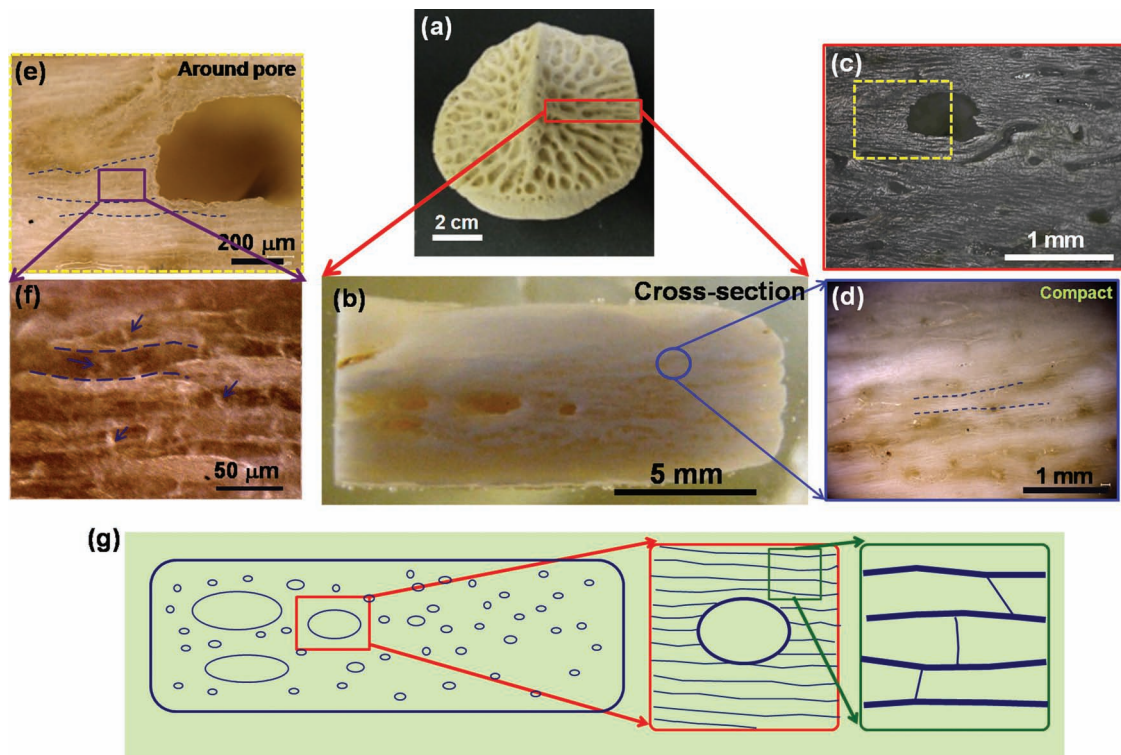 (a)
2 cm
(e)
Around pore
200 μm
(c)
1 mm
(f)
50 μm
(b)
Cross-section
5 mm
(d)
Compact
1 mm
(g)